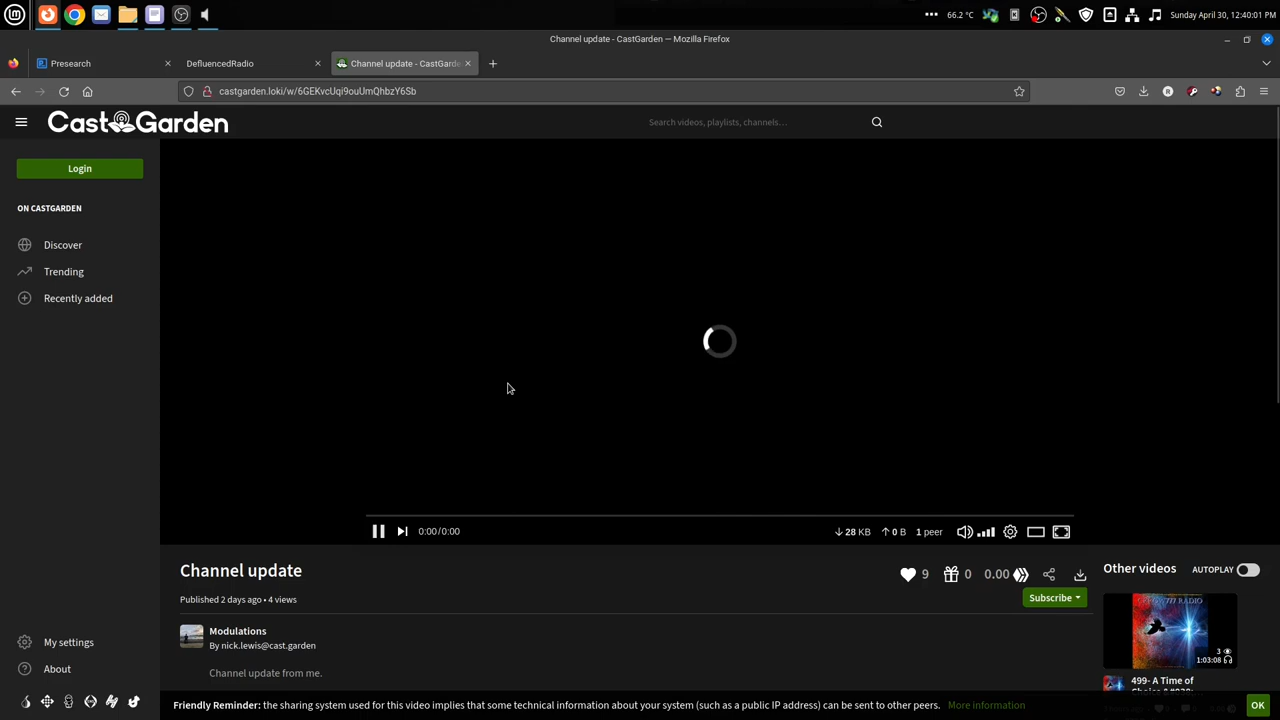 66.2 °C
Sunday April 30, 12:40:01 PM
Channel update - CastGarden — Mozilla Firefox
Presearch
DefluencedRadio
Channel update - CastGarde
castgarden.loki/w/6GEKvcUqi9ouUmQhbzY6Sb
Cast Garden
Search videos, playlists, channels…
Login
ON CASTGARDEN
Discover
Trending
Recently added
0:00/0:00
28 KB
0 B
1 peer
Channel update
9
0
0.00
Published 2 days ago • 4 views
Subscribe
Modulations
By nick.lewis@cast.garden
Channel update from me.
Other videos
AUTOPLAY
777 RADIO
3
1:03:08
499- A Time of
My settings
About
Friendly Reminder: the sharing system used for this video implies that some technical information about your system (such as a public IP address) can be sent to other peers.
More information
OK